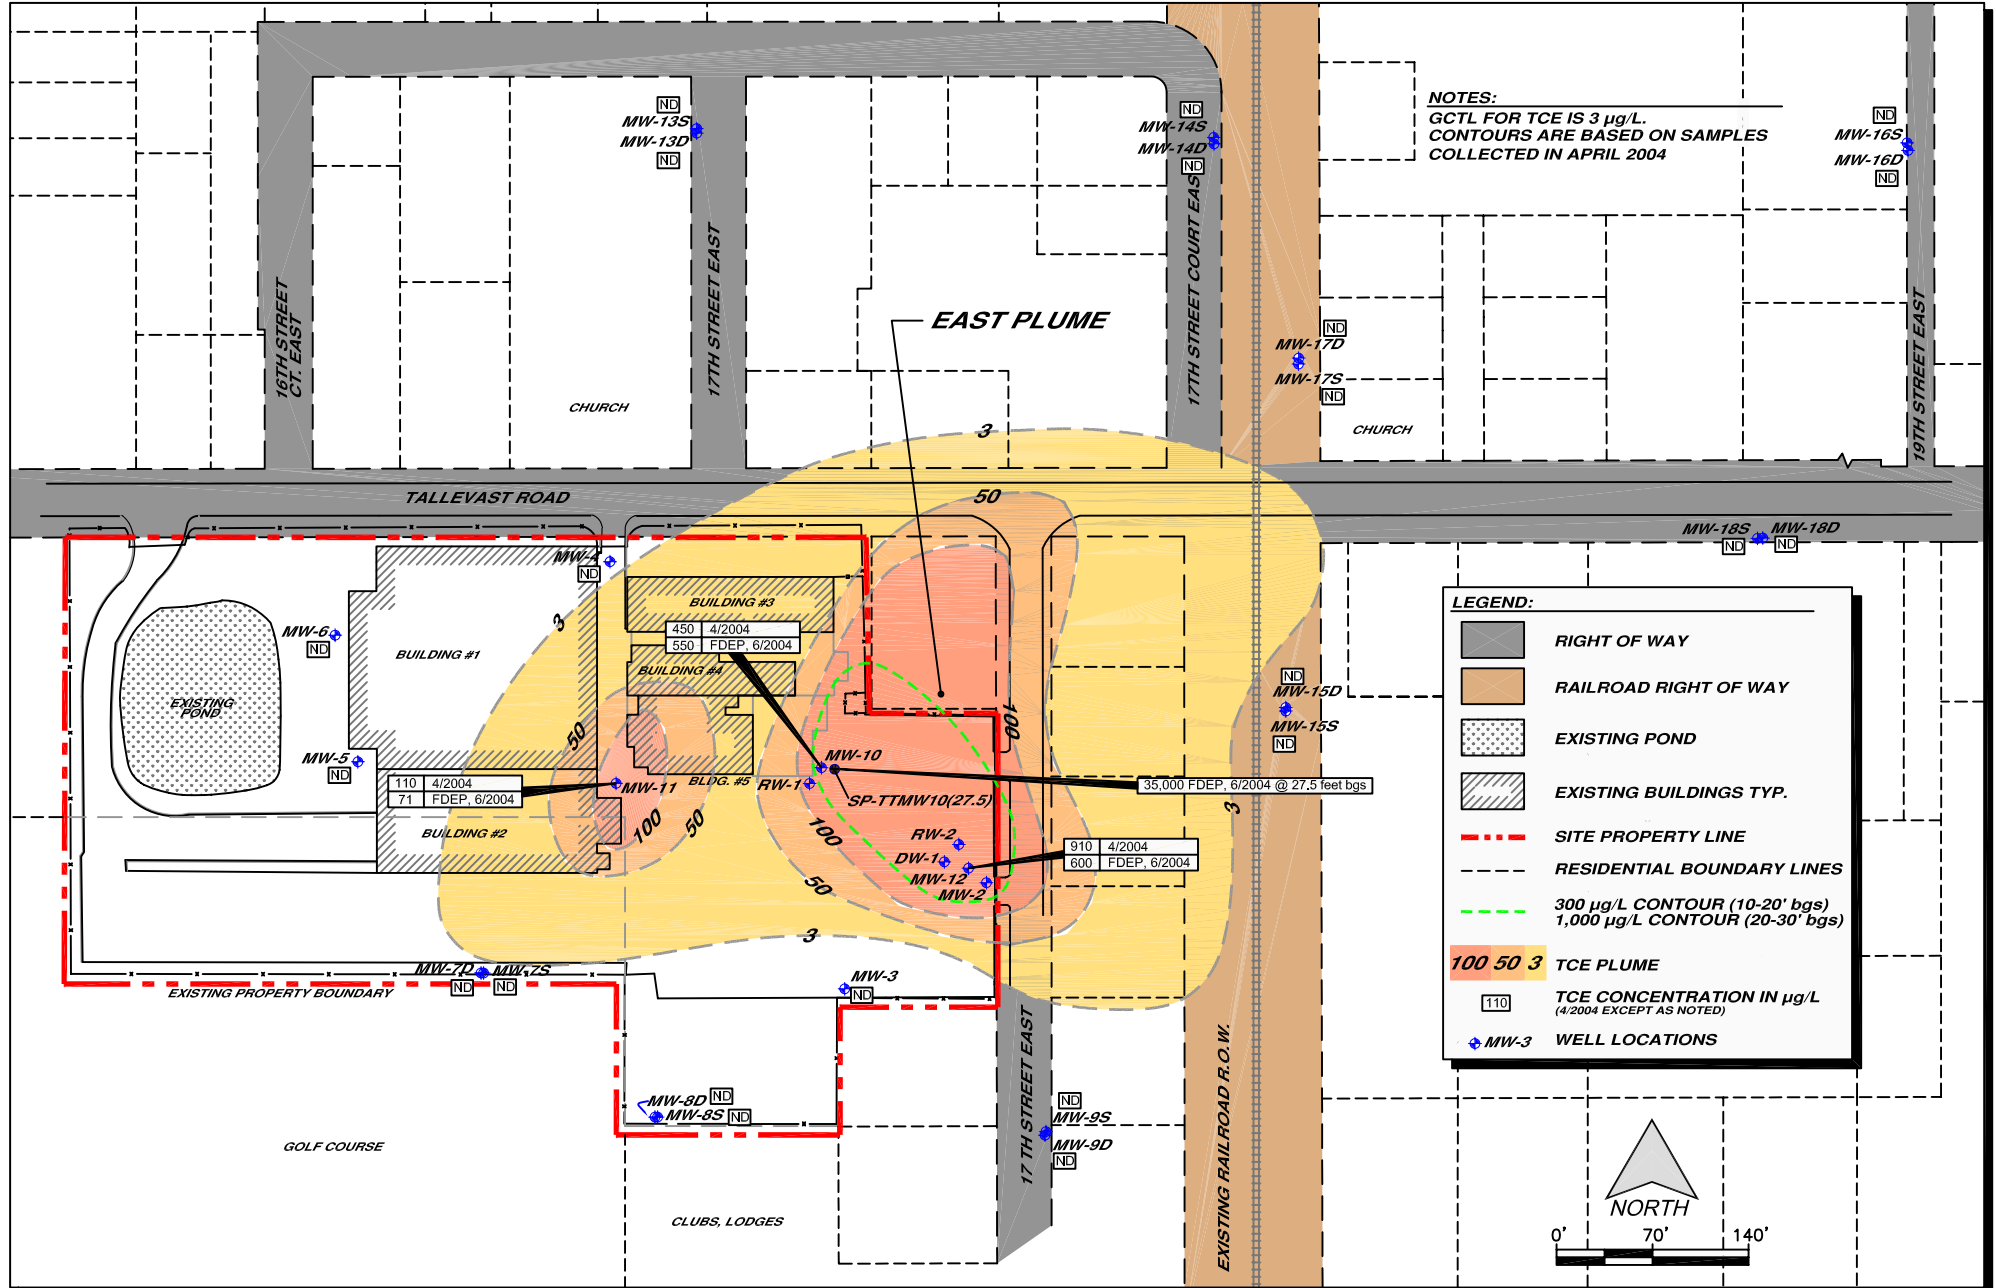 ND
MW-13S
MW-13D
ND
ND
MW-14S
MW-14D
ND
NOTES:
GCTL FOR TCE IS 3 µg/L.
CONTOURS ARE BASED ON SAMPLES
COLLECTED IN APRIL 2004
ND
MW-16S
MW-16D
ND
16TH STREET
CT. EAST
17TH STREET EAST
17TH STREET COURT EAST
19TH STREET EAST
EAST PLUME
ND
MW-17D
MW-17S
ND
CHURCH
CHURCH
3
TALLEVAST ROAD
50
MW-18S
MW-18D
ND
ND
MW-4
ND
BUILDING #3
3
450 4/2004
550 FDEP, 6/2004
MW-6
ND
BUILDING #1
BUILDING #4
EXISTING
POND
ND
MW-15D
MW-15S
ND
50
100
MW-5
ND
MW-10
110 4/2004
71 FDEP, 6/2004
MW-11
BLDG. #5
RW-1
35,000 FDEP, 6/2004 @ 27.5 feet bgs
SP-TTMW10(27.5)
3
BUILDING #2
100
50
100
RW-2
DW-1
MW-12
MW-2
910 4/2004
600 FDEP, 6/2004
50
3
MW-7D
MW-7S
ND
ND
MW-3
ND
EXISTING PROPERTY BOUNDARY
MW-8D
ND
MW-8S
ND
ND
MW-9S
MW-9D
ND
GOLF COURSE
CLUBS, LODGES
17 TH STREET EAST
EXISTING RAILROAD R.O.W.
LEGEND:
RIGHT OF WAY
RAILROAD RIGHT OF WAY
EXISTING POND
EXISTING BUILDINGS TYP.
SITE PROPERTY LINE
RESIDENTIAL BOUNDARY LINES
300 µg/L CONTOUR (10-20' bgs)
1,000 µg/L CONTOUR (20-30' bgs)
100 50 3 TCE PLUME
110 TCE CONCENTRATION IN µg/L
(4/2004 EXCEPT AS NOTED)
MW-3 WELL LOCATIONS
NORTH
0' 70' 140'